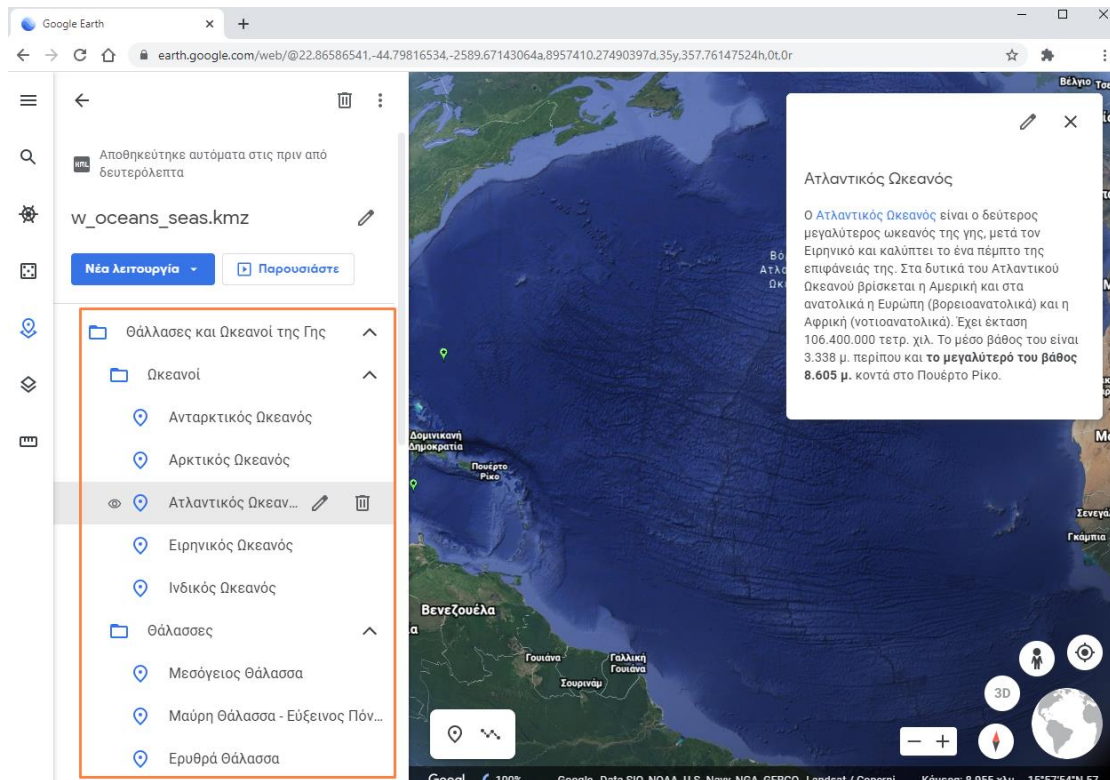 Google Earth
earth.google.com/web/@22.86586541,-44.79816534,-2589.67143064a,8957410.27490397d,35y,357.76147524h,0t,0r
Αποθηκεύτηκε αυτόματα στις πριν από
δευτερόλεπτα
KML
w_oceans_seas.kmz
Νέα λειτουργία
Παρουσιάστε
Θάλλασες και Ωκεανοί της Γης
Ωκεανοί
Ανταρκτικός Ωκεανός
Αρκτικός Ωκεανός
Ατλαντικός Ωκεαν...
Ειρηνικός Ωκεανός
Ινδικός Ωκεανός
Θάλασσες
Μεσόγειος Θάλασσα
Μαύρη Θάλασσα - Εύξεινος Πόν...
Ερυθρά Θάλασσα
Βέλγιο
Ατλαντικός Ωκεανός
Ο Ατλαντικός Ωκεανός είναι ο δεύτερος
μεγαλύτερος ωκεανός της γης, μετά τον
Ειρηνικό και καλύπτει το ένα πέμπτο της
επιφάνειάς της. Στα δυτικά του Ατλαντικού
Ωκεανού βρίσκεται η Αμερική και στα
ανατολικά η Ευρώπη (βορειοανατολικά) και η
Αφρική (νοτιοανατολικά). Έχει έκταση
106.400.000 τετρ. χιλ. Το μέσο βάθος του είναι
3.338 μ. περίπου και το μεγαλύτερό του βάθος
8.605 μ. κοντά στο Πουέρτο Ρίκο.
Δομινικανή
Δημοκρατία
Πουέρτο
Ρίκο
Γκάμπια
Βενεζουέλα
Γουιάνα
Γαλλική
Γουιάνα
Σουρινάμ
3D
100%